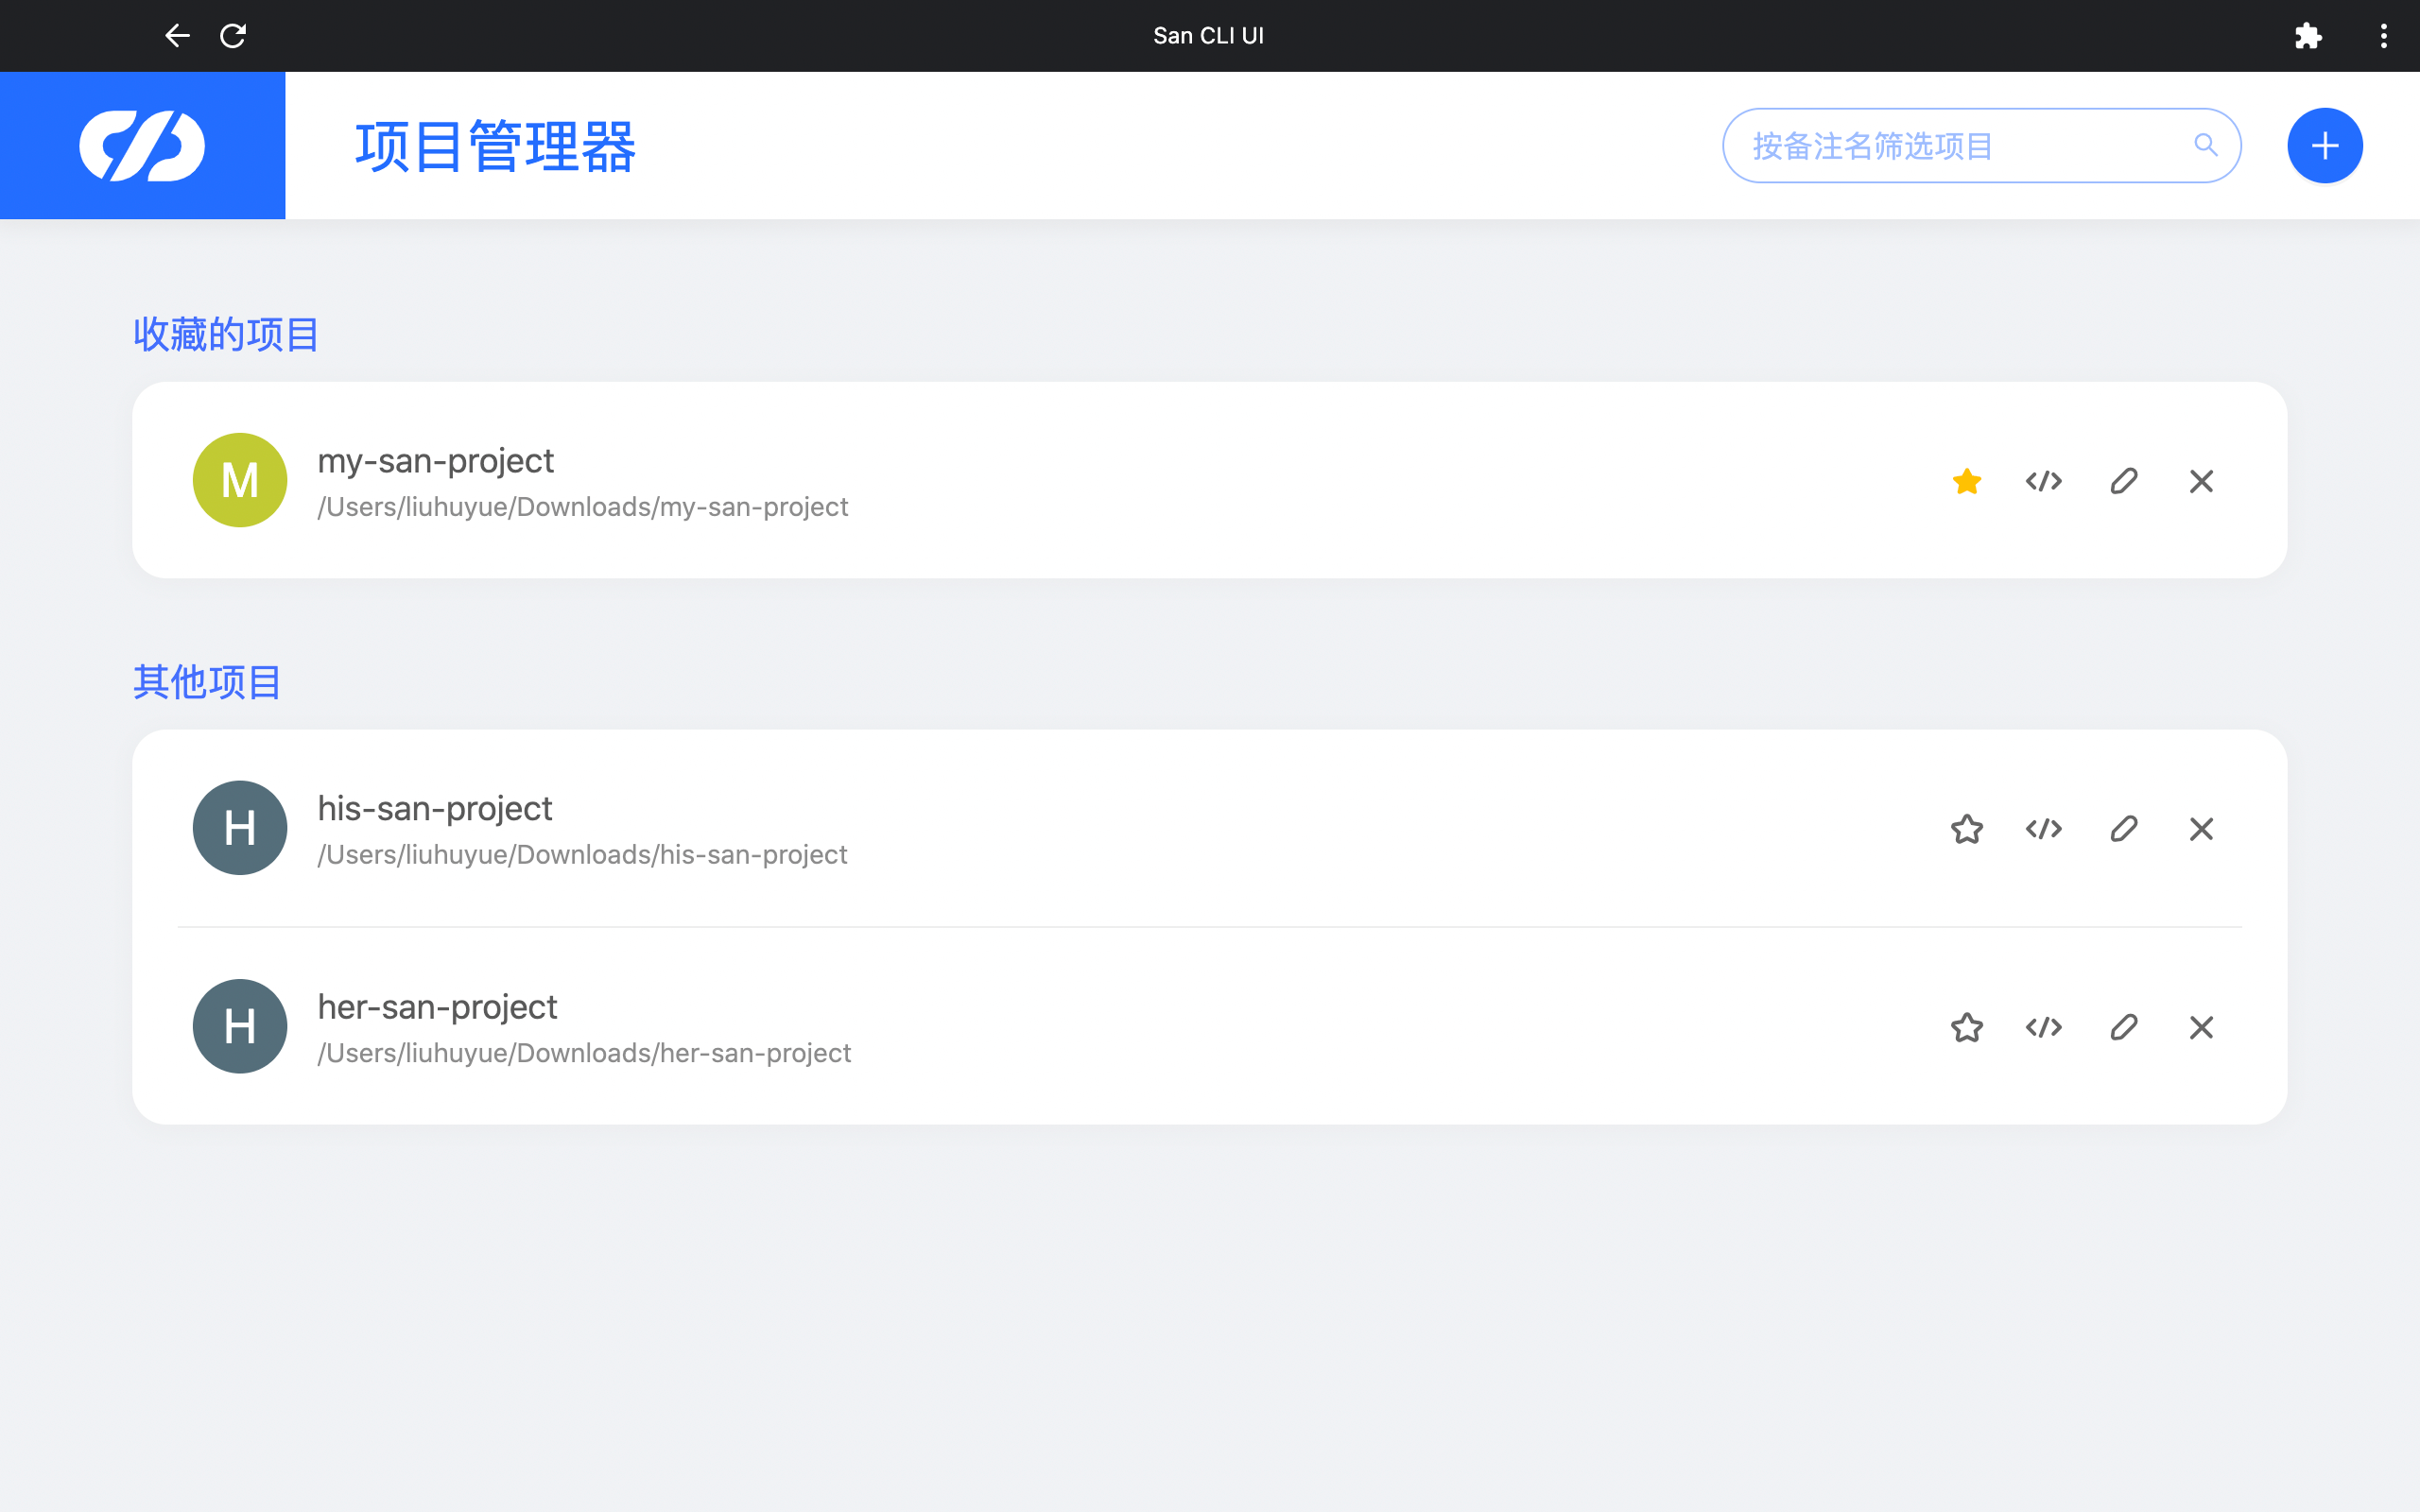 San CLI UI
项目管理器
按备注名筛选项目
收藏的项目
M
my-san-project
/Users/liuhuyue/Downloads/my-san-project
其他项目
H
his-san-project
/Users/liuhuyue/Downloads/his-san-project
H
her-san-project
/Users/liuhuyue/Downloads/her-san-project